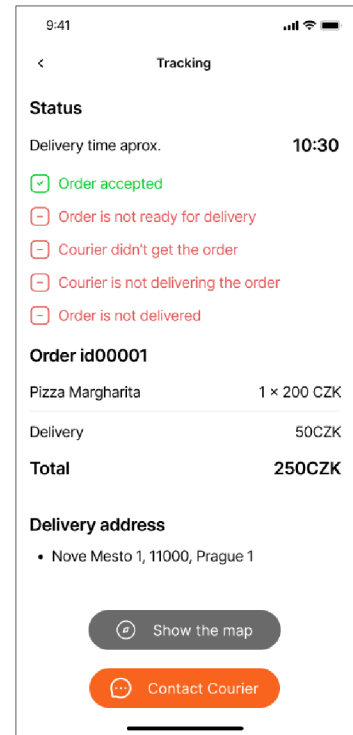 9:41
Tracking
Status
Delivery time aprox. 10:30
Order accepted
Order is not ready for delivery
Courier didn't get the order
Courier is not delivering the order
Order is not delivered
Order id00001
Pizza Margharita 1 × 200 CZK
Delivery 50CZK
Total 250CZK
Delivery address
• Nove Mesto 1, 11000, Prague 1
Show the map
Contact Courier